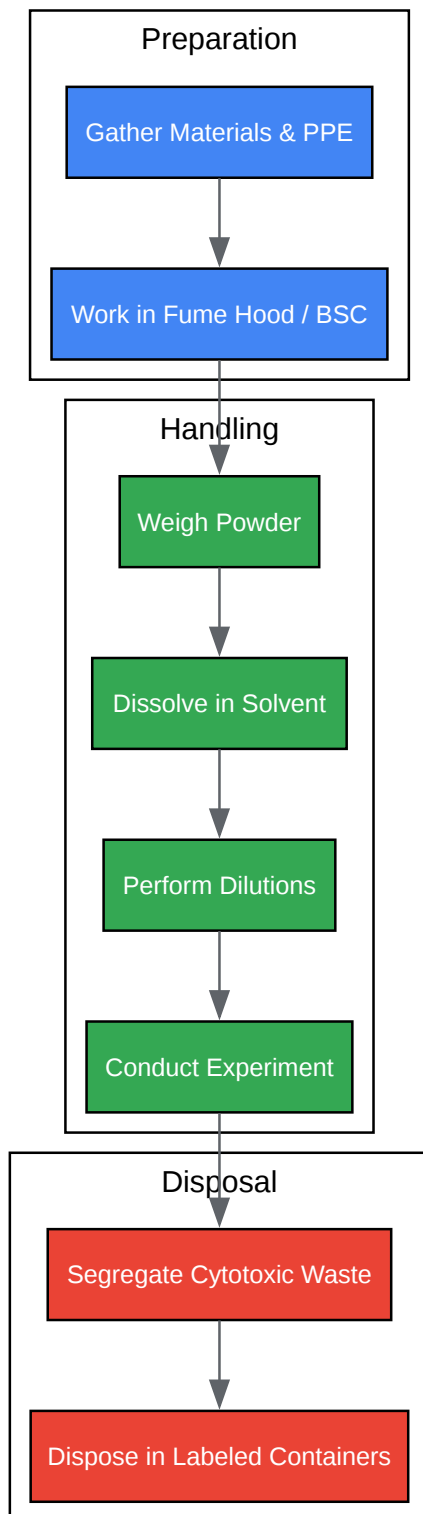 Preparation
Gather Materials & PPE
Work in Fume Hood / BSC
Handling
Weigh Powder
Dissolve in Solvent
Perform Dilutions
Conduct Experiment
Disposal
Segregate Cytotoxic Waste
Dispose in Labeled Containers